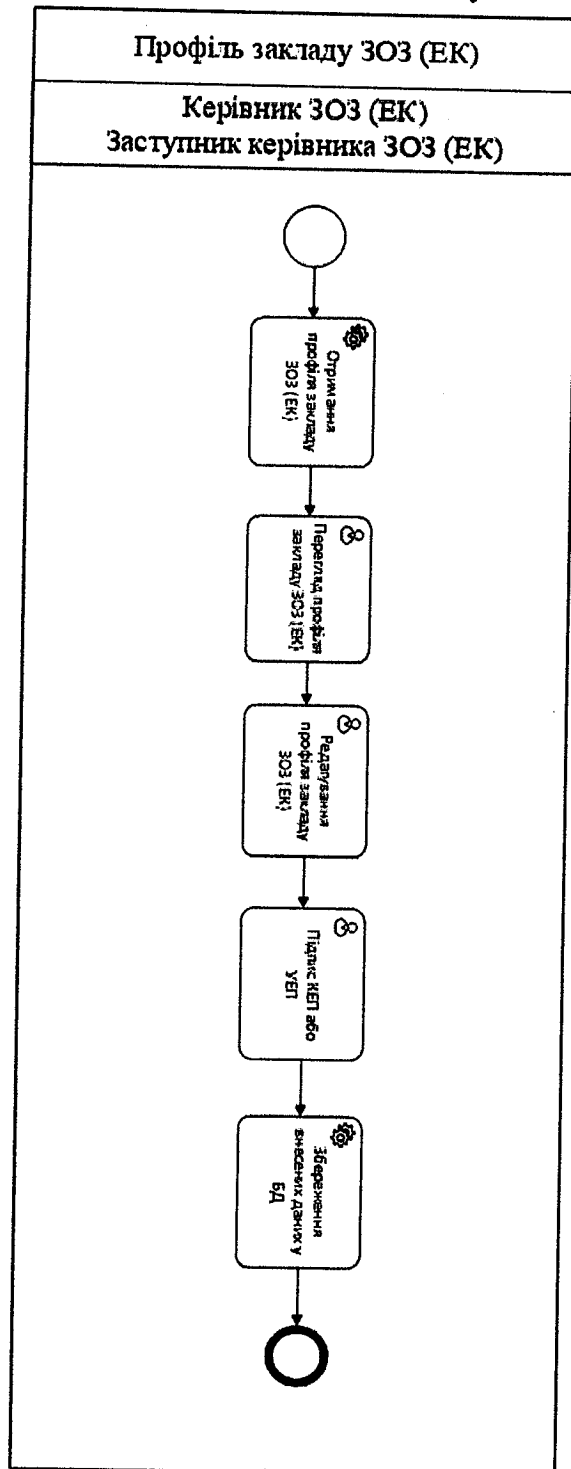 Профіль закладу ЗОЗ (ЕК)
Керівник ЗОЗ (ЕК)
Заступник керівника ЗОЗ (ЕК)
Отримання
профіля закладу
ЗОЗ (ЕК)
Перегляд профіля
закладу ЗОЗ (ЕК)
Редагування
профіля закладу
ЗОЗ (ЕК)
Підпис КЕП або
УЕП
Збереження
внесених даних у
БД